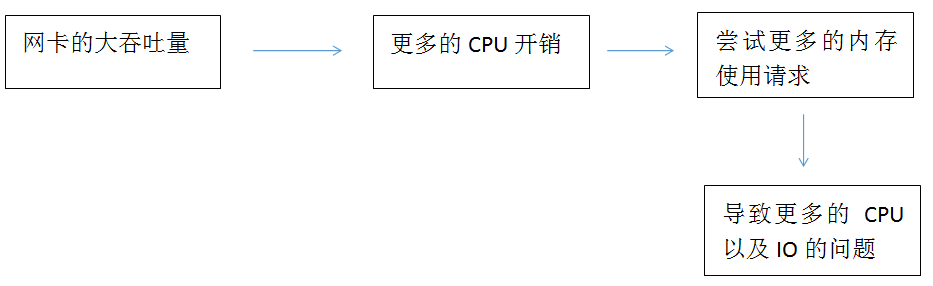 网卡的大吞吐量
更多的 CPU 开销
尝试更多的内存
使用请求
导致更多的 CPU
以及 IO 的问题